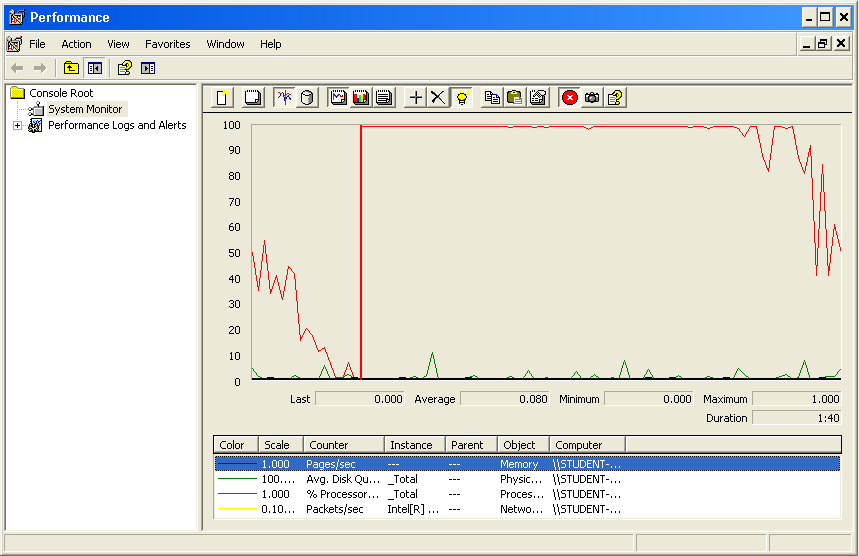 Performance
File Action View Favorites Window Help
Console Root
System Monitor
Performance Logs and Alerts
100
90
80
70
60
50
40
30
20
10
0
Last 0.000 Average 0.080 Minimum 0.000 Maximum 1.000
Duration 1:40
Color Scale Counter Instance Parent Object Computer
1.000 Pages/sec --- --- Memory \\STUDENT-...
100.... Avg. Disk Qu... _Total --- Physic... \\STUDENT-...
1.000 % Processor... _Total --- Proces... \\STUDENT-...
0.10... Packets/sec Intel[R] ... --- Netwo... \\STUDENT-...